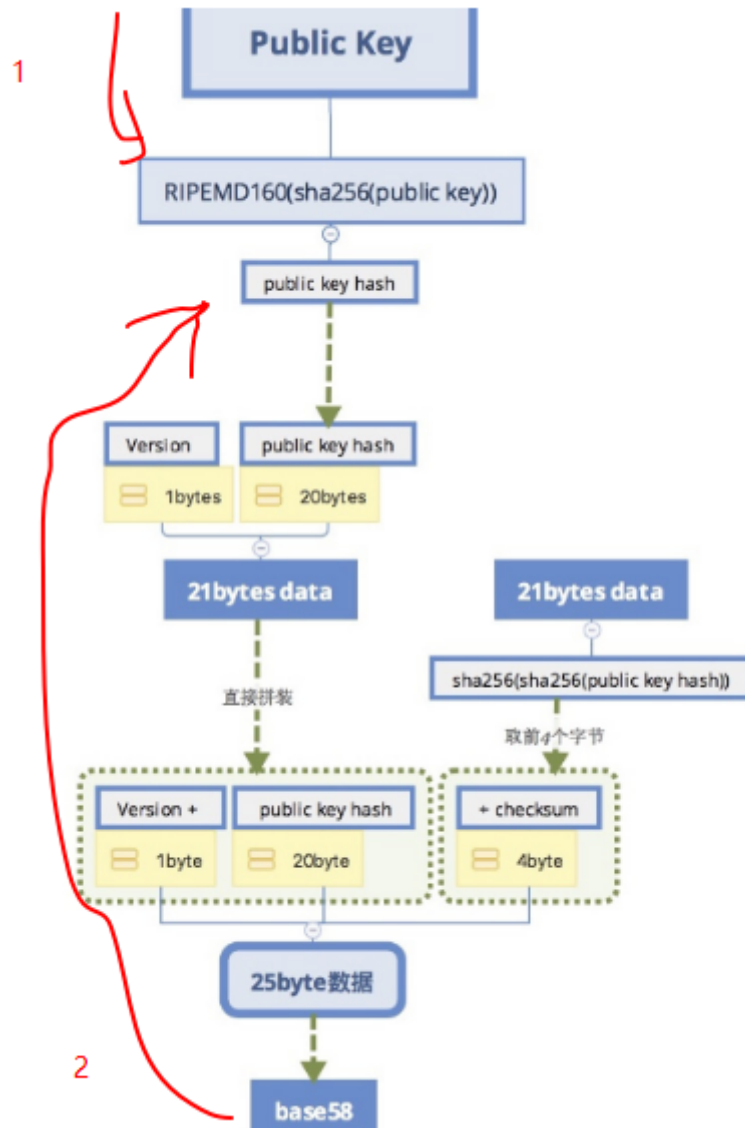 1
Public Key
RIPEMD160(sha256(public key))
public key hash
Version
public key hash
1bytes
20bytes
21bytes data
21bytes data
sha256(sha256(public key hash))
直接拼装
取前4个字节
Version +
public key hash
+ checksum
1byte
20byte
4byte
25byte数据
2
base58